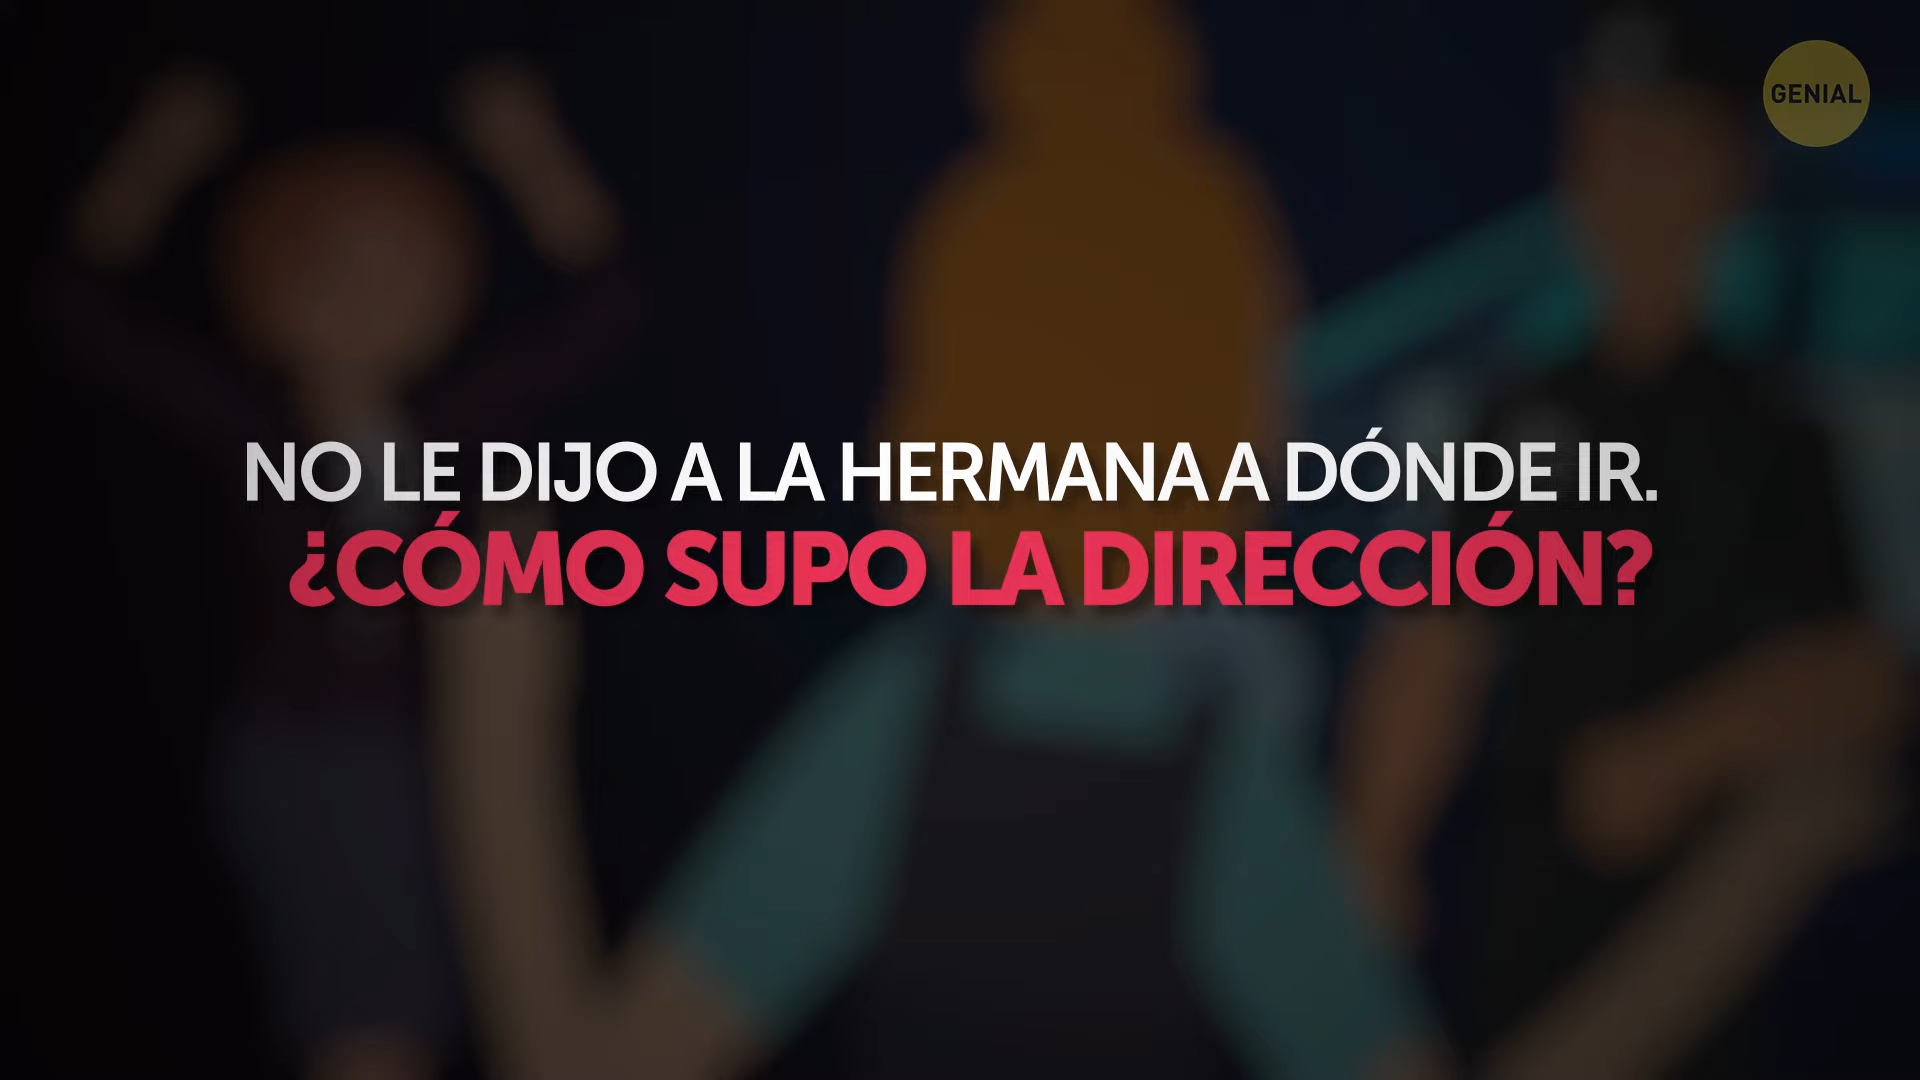 GENIAL
NO LE DIJO A LA HERMANA A DÓNDE IR.
¿CÓMO SUPO LA DIRECCIÓN?